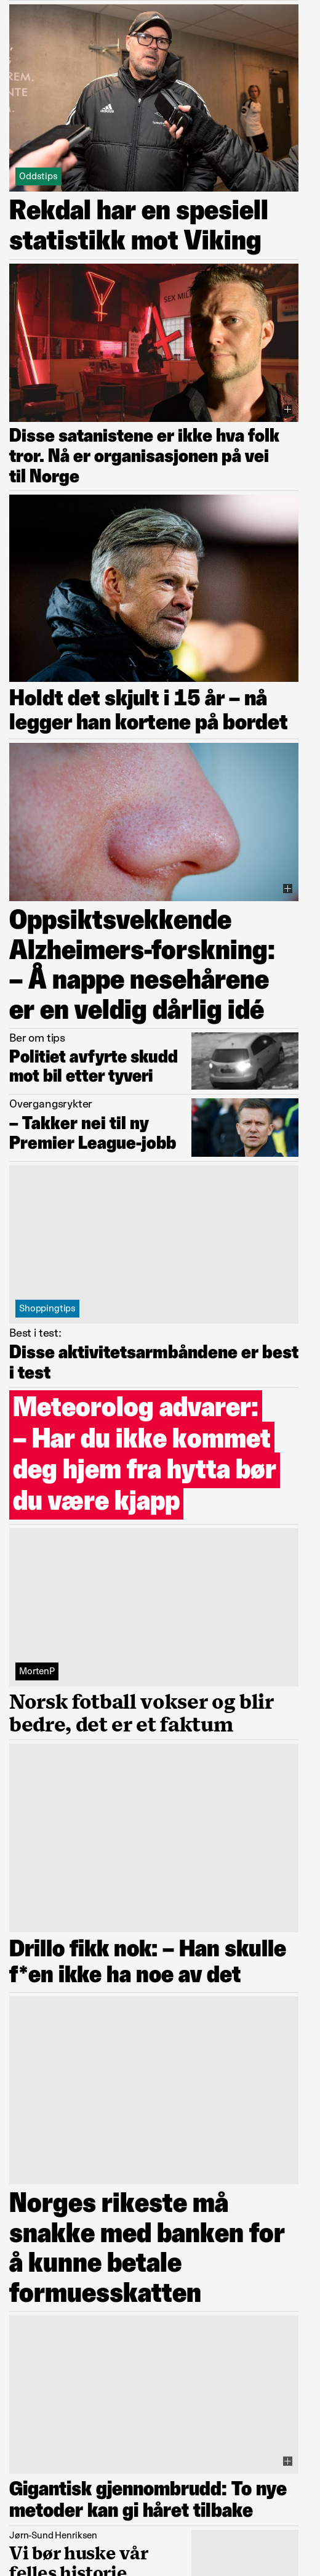 REM.
NTE
Oddstips
Rekdal har en spesiell
statistikk mot Viking
Disse satanistene er ikke hva folk
tror. Nå er organisasjonen på vei
til Norge
Holdt det skjult i 15 år – nå
legger han kortene på bordet
Oppsiktsvekkende
Alzheimers-forskning:
– Å nappe nesehårene
er en veldig dårlig idé
Ber om tips
Politiet avfyrte skudd
mot bil etter tyveri
Overgangsrykter
– Takker nei til ny
Premier League-jobb
Shoppingtips
Best i test:
Disse aktivitetsarmbåndene er best
i test
Meteorolog advarer:
– Har du ikke kommet
deg hjem fra hytta bør
du være kjapp
MortenP
Norsk fotball vokser og blir
bedre, det er et faktum
Drillo fikk nok: – Han skulle
f*en ikke ha noe av det
Norges rikeste må
snakke med banken for
å kunne betale
formuesskatten
Gigantisk gjennombrudd: To nye
metoder kan gi håret tilbake
Jørn-Sund Henriksen
Vi bør huske vår
felles historie